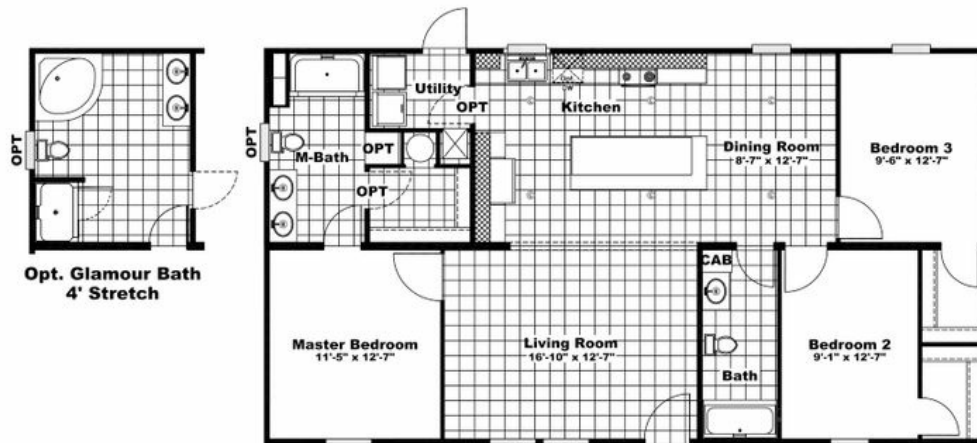 OPT
Opt. Glamour Bath
4' Stretch
OPT
M-Bath
OPT
OPT
Utility
OPT
Opt
DW
Kitchen
Dining Room
8'-7" x 12'-7"
Bedroom 3
9'-6" x 12'-7"
Master Bedroom
11'-5" x 12'-7"
Living Room
16'-10" x 12'-7"
CAB
Bath
Bedroom 2
9'-1" x 12'-7"